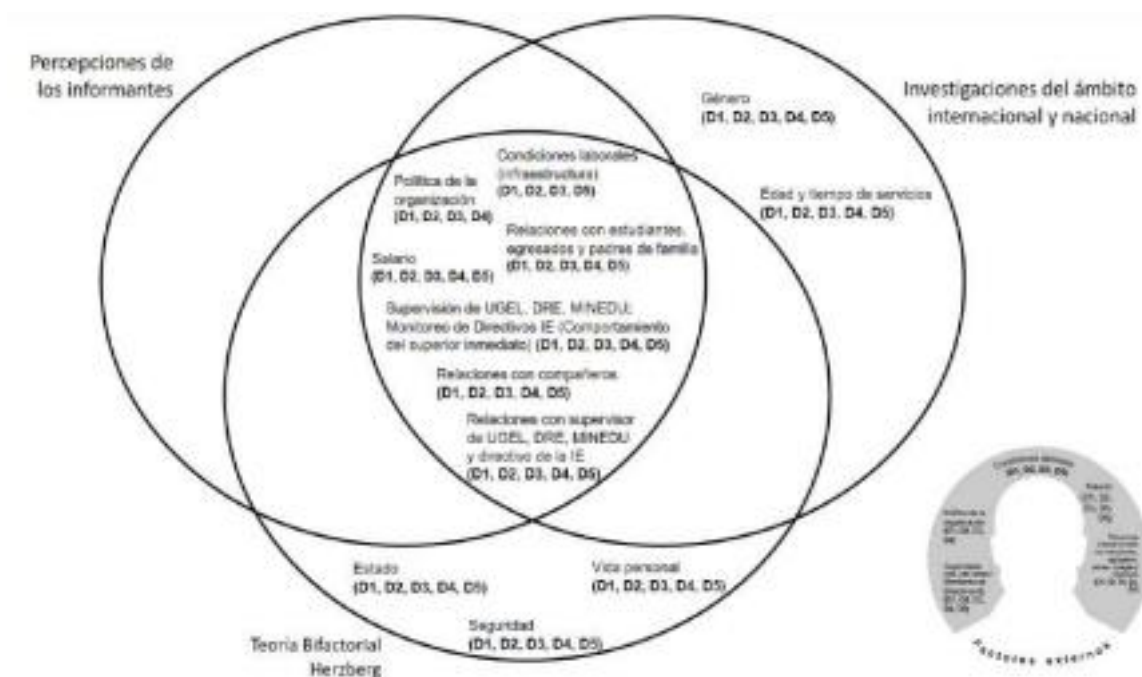 Percepciones de
los informantes
Investigaciones del ámbito
internacional y nacional
Género
(D1, D2, D3, D4, D5)
Edad y tiempo de servicios
(D1, D2, D3, D4, D5)
Condiciones laborales
(infraestructura)
(D1, D2, D3, D5)
Política de la
organización
(D1, D2, D3, D4)
Relaciones con estudiantes,
egresados y padres de familia
(D1, D2, D3, D4, D5)
Salario
(D1, D2, D3, D4, D5)
Supervisión de UGEL, DRE, MINEDU;
Monitoreo de Directivos IE (Comportamiento
del superior inmediato) (D1, D2, D3, D4, D5)
Relaciones con compañeros
(D1, D2, D3, D4, D5)
Relaciones con supervisor
de UGEL, DRE, MINEDU
y directivo de la IE
(D1, D2, D3, D4, D5)
Estado
(D1, D2, D3, D4, D5)
Vida personal
(D1, D2, D3, D4, D5)
Seguridad
(D1, D2, D3, D4, D5)
Teoría Bifactorial
Herzberg
Factores externos